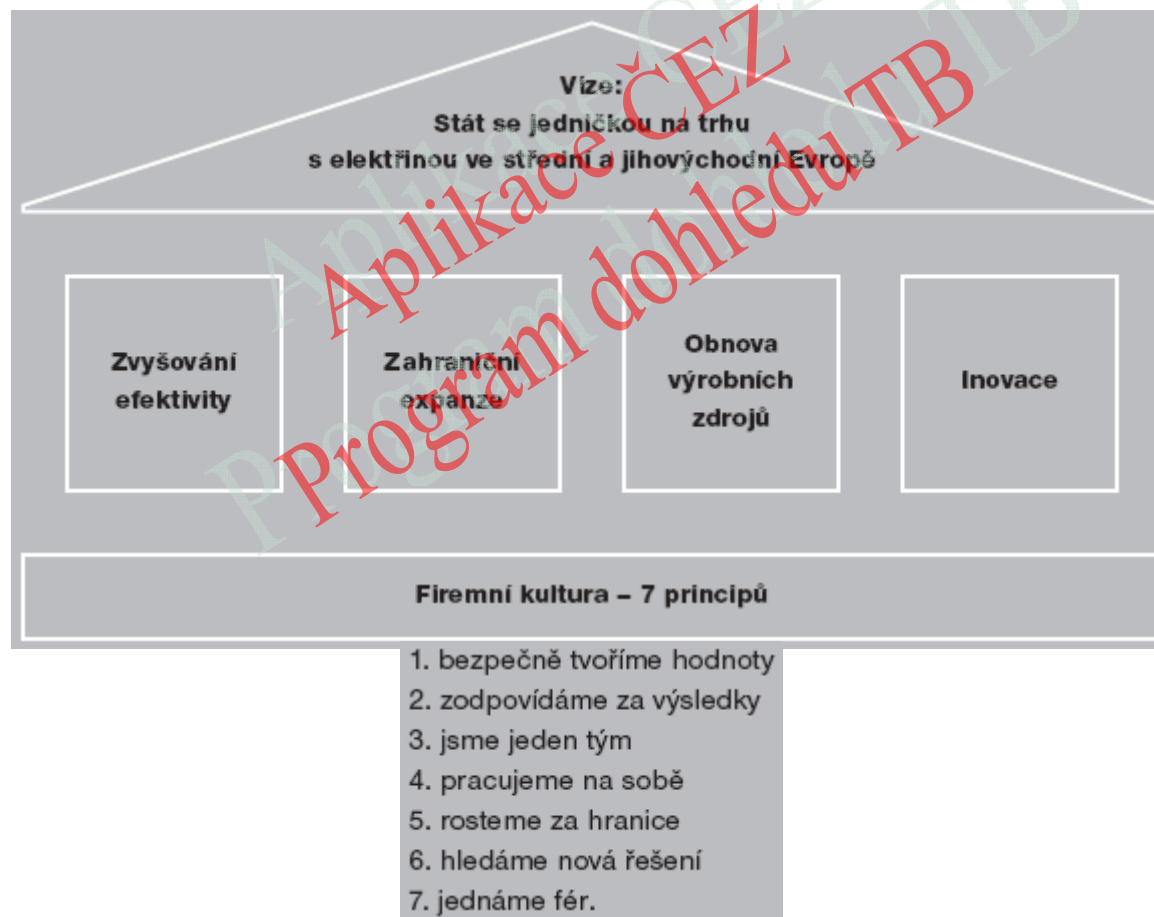 Vize:
Stát se jedničkou na trhu
s elektřinou ve střední a jihovýchodní Evropě
Aplikace ČEZ
Program dohledu TB
Zvyšování
efektivity
Zahraniční
expanze
Obnova
výrobních
zdrojů
Inovace
Firemní kultura – 7 principů
1. bezpečně tvoříme hodnoty
2. zodpovídáme za výsledky
3. jsme jeden tým
4. pracujeme na sobě
5. rosteme za hranice
6. hledáme nová řešení
7. jednáme fér.